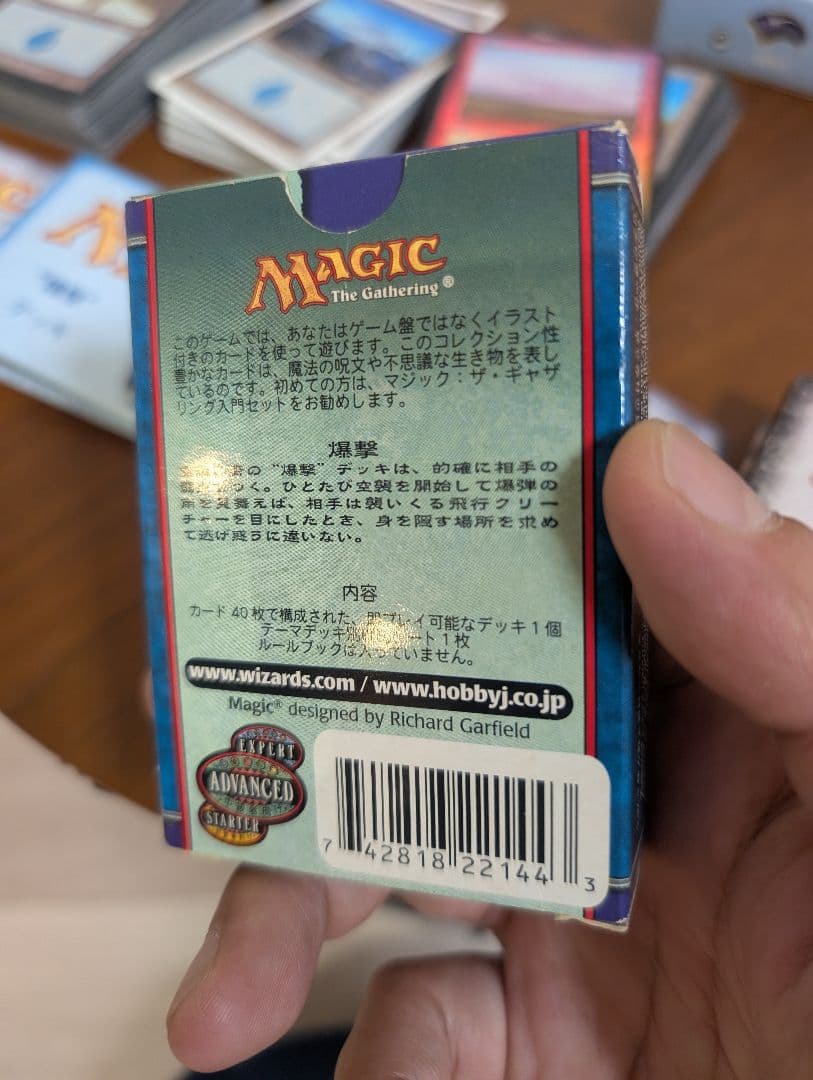 MAGIC
The Gathering®
このゲームでは、あなたはゲーム盤ではなくイラスト
付きのカードを使って遊びます。このコレクション性
豊かなカードは、魔法の呪文や不思議な生き物を表し
ているのです。初めての方は、マジック：ザ・ギャザ
リング入門セットをお勧めします。
爆撃
の "爆撃" デッキは、的確に相手の
つく。ひとたび空襲を開始して爆弾の
雨を見舞えば、相手は襲いくる飛行クリー
チャーを目にしたとき、身を隠す場所を求め
て逃げ惑うに違いない。
内容
カード 40 枚で構成された、即プレイ可能なデッキ 1 個
テーマデッキ ート 1 枚
ルールブックは入っていません。
www.wizards.com / www.hobbyj.co.jp
Magic® designed by Richard Garfield
EXPERT
ADVANCED
STARTER
7 42818 22144 3
MAGIC